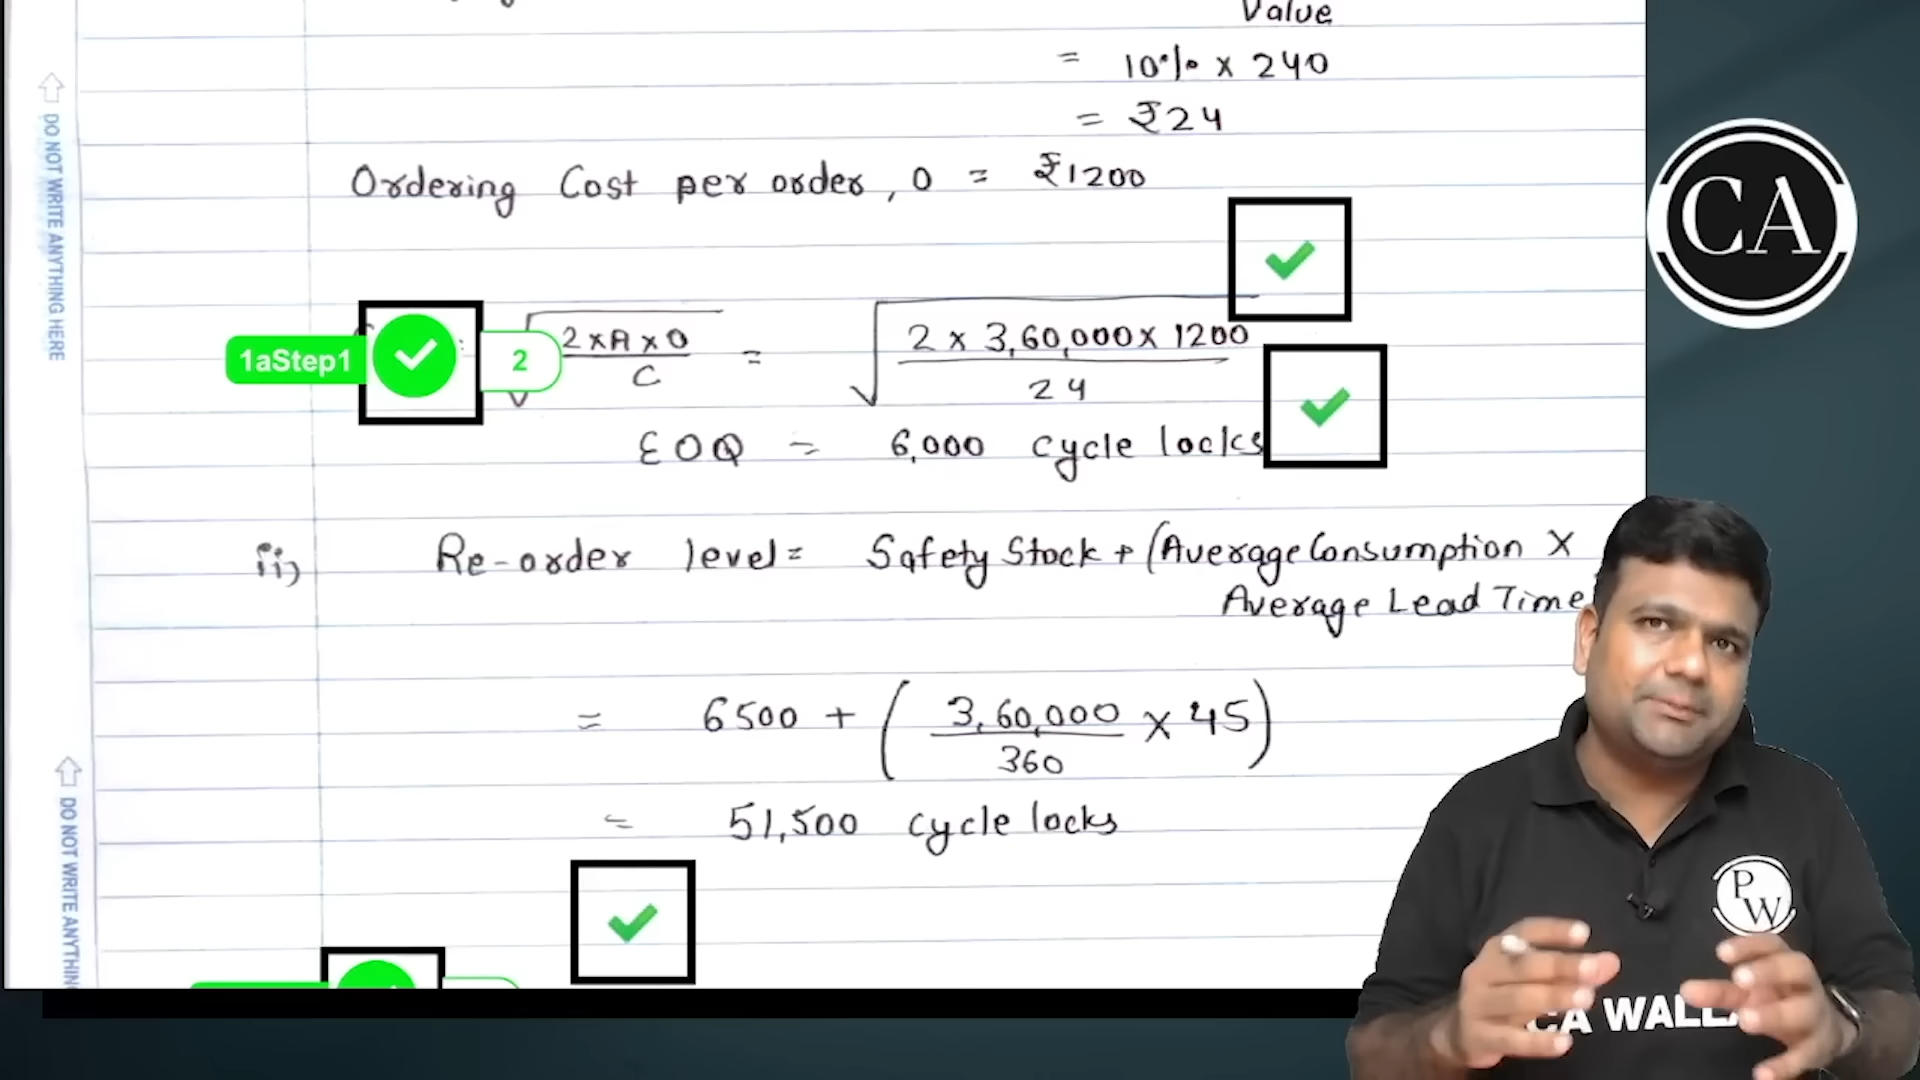 Value
= 10% × 240
= ₹24
Ordering Cost per order, O = ₹1200
1aStep1
2
2×A×O
C
=
2 × 3,60,000 × 1200
24
EOQ = 6,000 cycle locks
ii) Re-order level = Safety Stock + (Average Consumption ×
Average Lead Time
= 6500 + ( 3,60,000 × 45 )
360
= 51,500 cycle locks
DO NOT WRITE ANYTHING HERE
DO NOT WRITE ANYTHING
CA
PW
CA WALLA